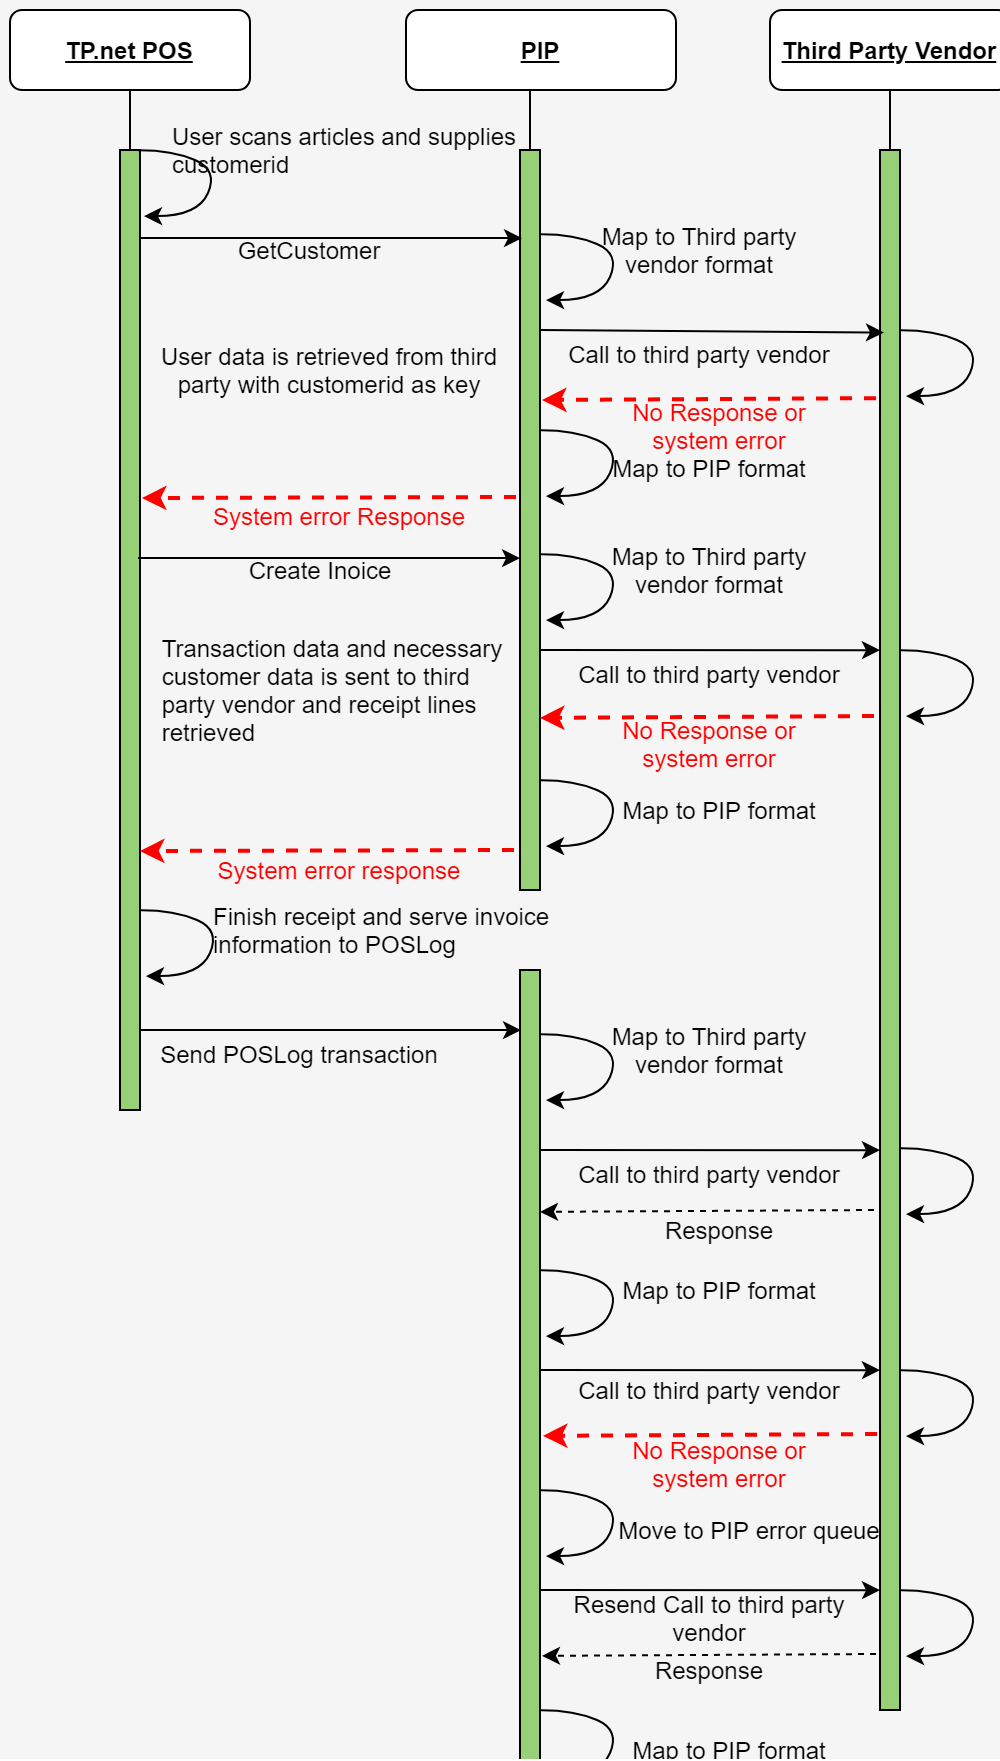 TP.net POS
PIP
Third Party Vendor
User scans articles and supplies
customerid
GetCustomer
Map to Third party
vendor format
User data is retrieved from third
party with customerid as key
Call to third party vendor
No Response or
system error
Map to PIP format
System error Response
Create Inoice
Map to Third party
vendor format
Transaction data and necessary
customer data is sent to third
party vendor and receipt lines
retrieved
Call to third party vendor
No Response or
system error
Map to PIP format
System error response
Finish receipt and serve invoice
information to POSLog
Send POSLog transaction
Map to Third party
vendor format
Call to third party vendor
Response
Map to PIP format
Call to third party vendor
No Response or
system error
Move to PIP error queue
Resend Call to third party
vendor
Response
Map to PIP format